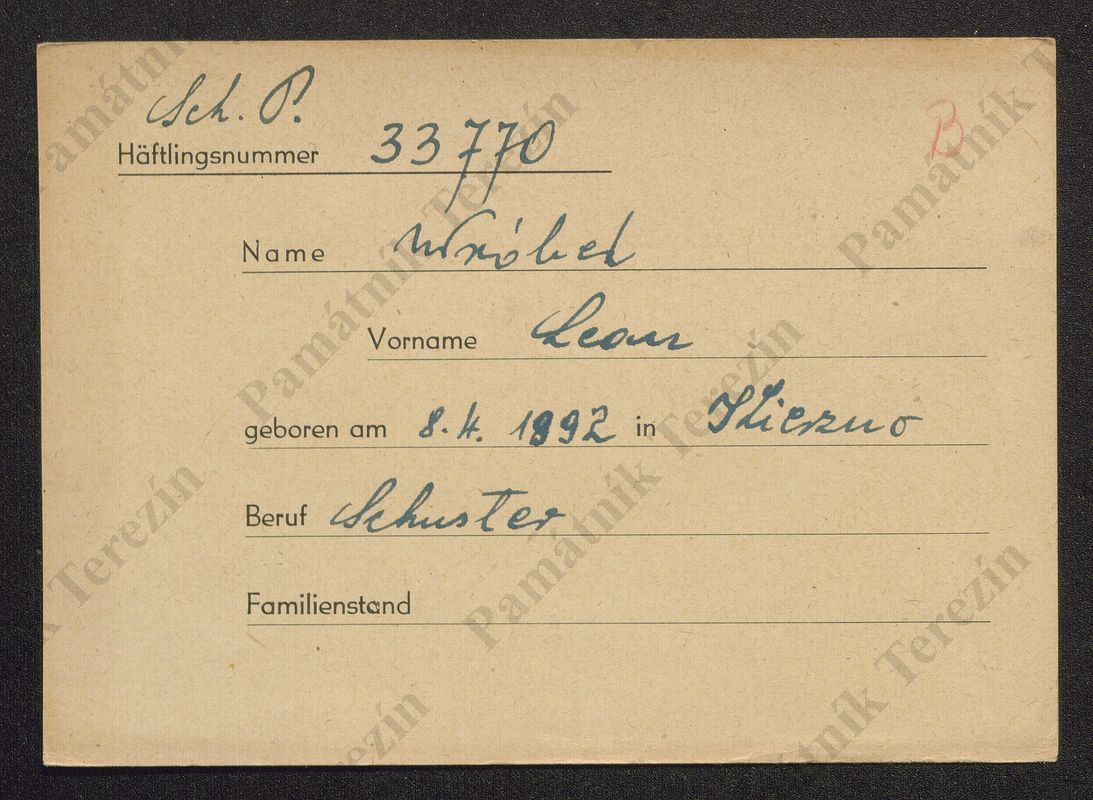 Sch. P.
B
Häftlingsnummer 33770
Name Wróbel
Vorname Leon
geboren am 8.4. 1892 in
Beruf Schuster
Familienstand
Památník Terezín